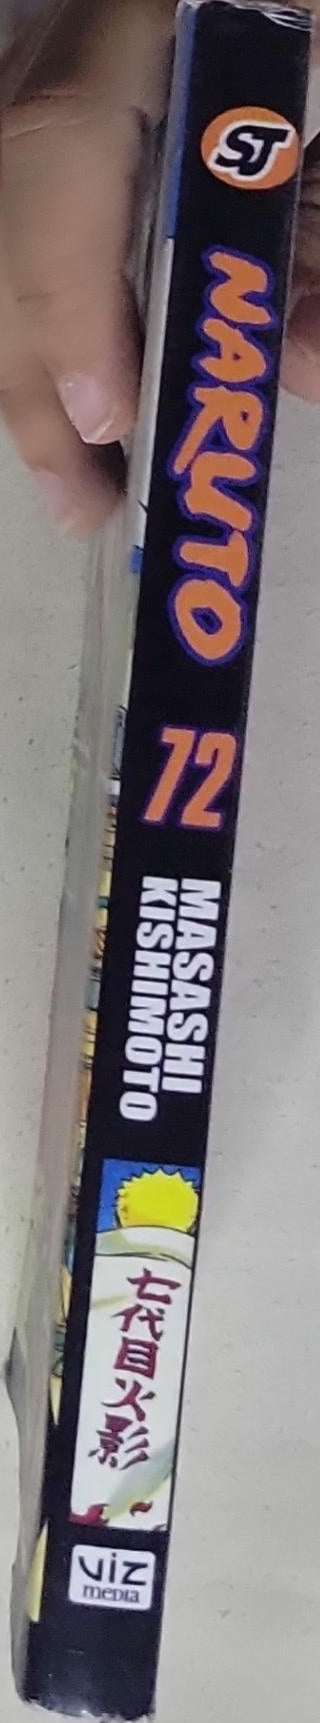 SJ
NARUTO
72
MASASHI
KISHIMOTO
七代目火影
VIZ
media